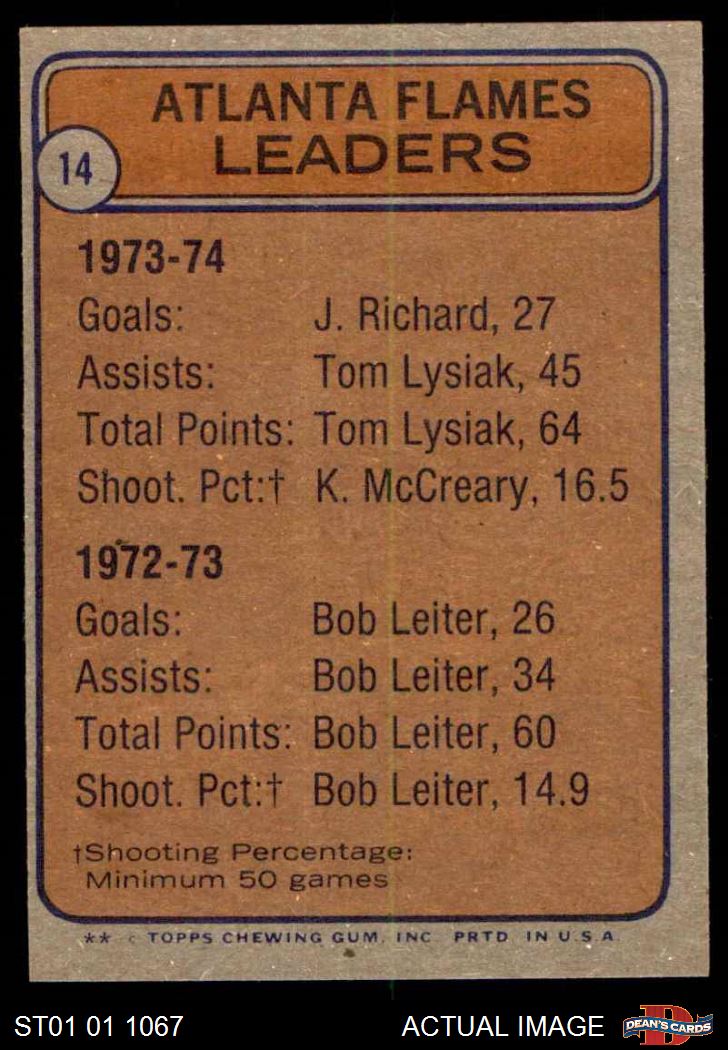 ATLANTA FLAMES
LEADERS
14
1973-74
Goals: J. Richard, 27
Assists: Tom Lysiak, 45
Total Points: Tom Lysiak, 64
Shoot. Pct:† K. McCreary, 16.5
1972-73
Goals: Bob Leiter, 26
Assists: Bob Leiter, 34
Total Points: Bob Leiter, 60
Shoot. Pct:† Bob Leiter, 14.9
†Shooting Percentage:
Minimum 50 games
** © TOPPS CHEWING GUM, INC. PRTD. IN U.S.A.
ST01 01 1067
ACTUAL IMAGE
D
DEAN'S CARDS